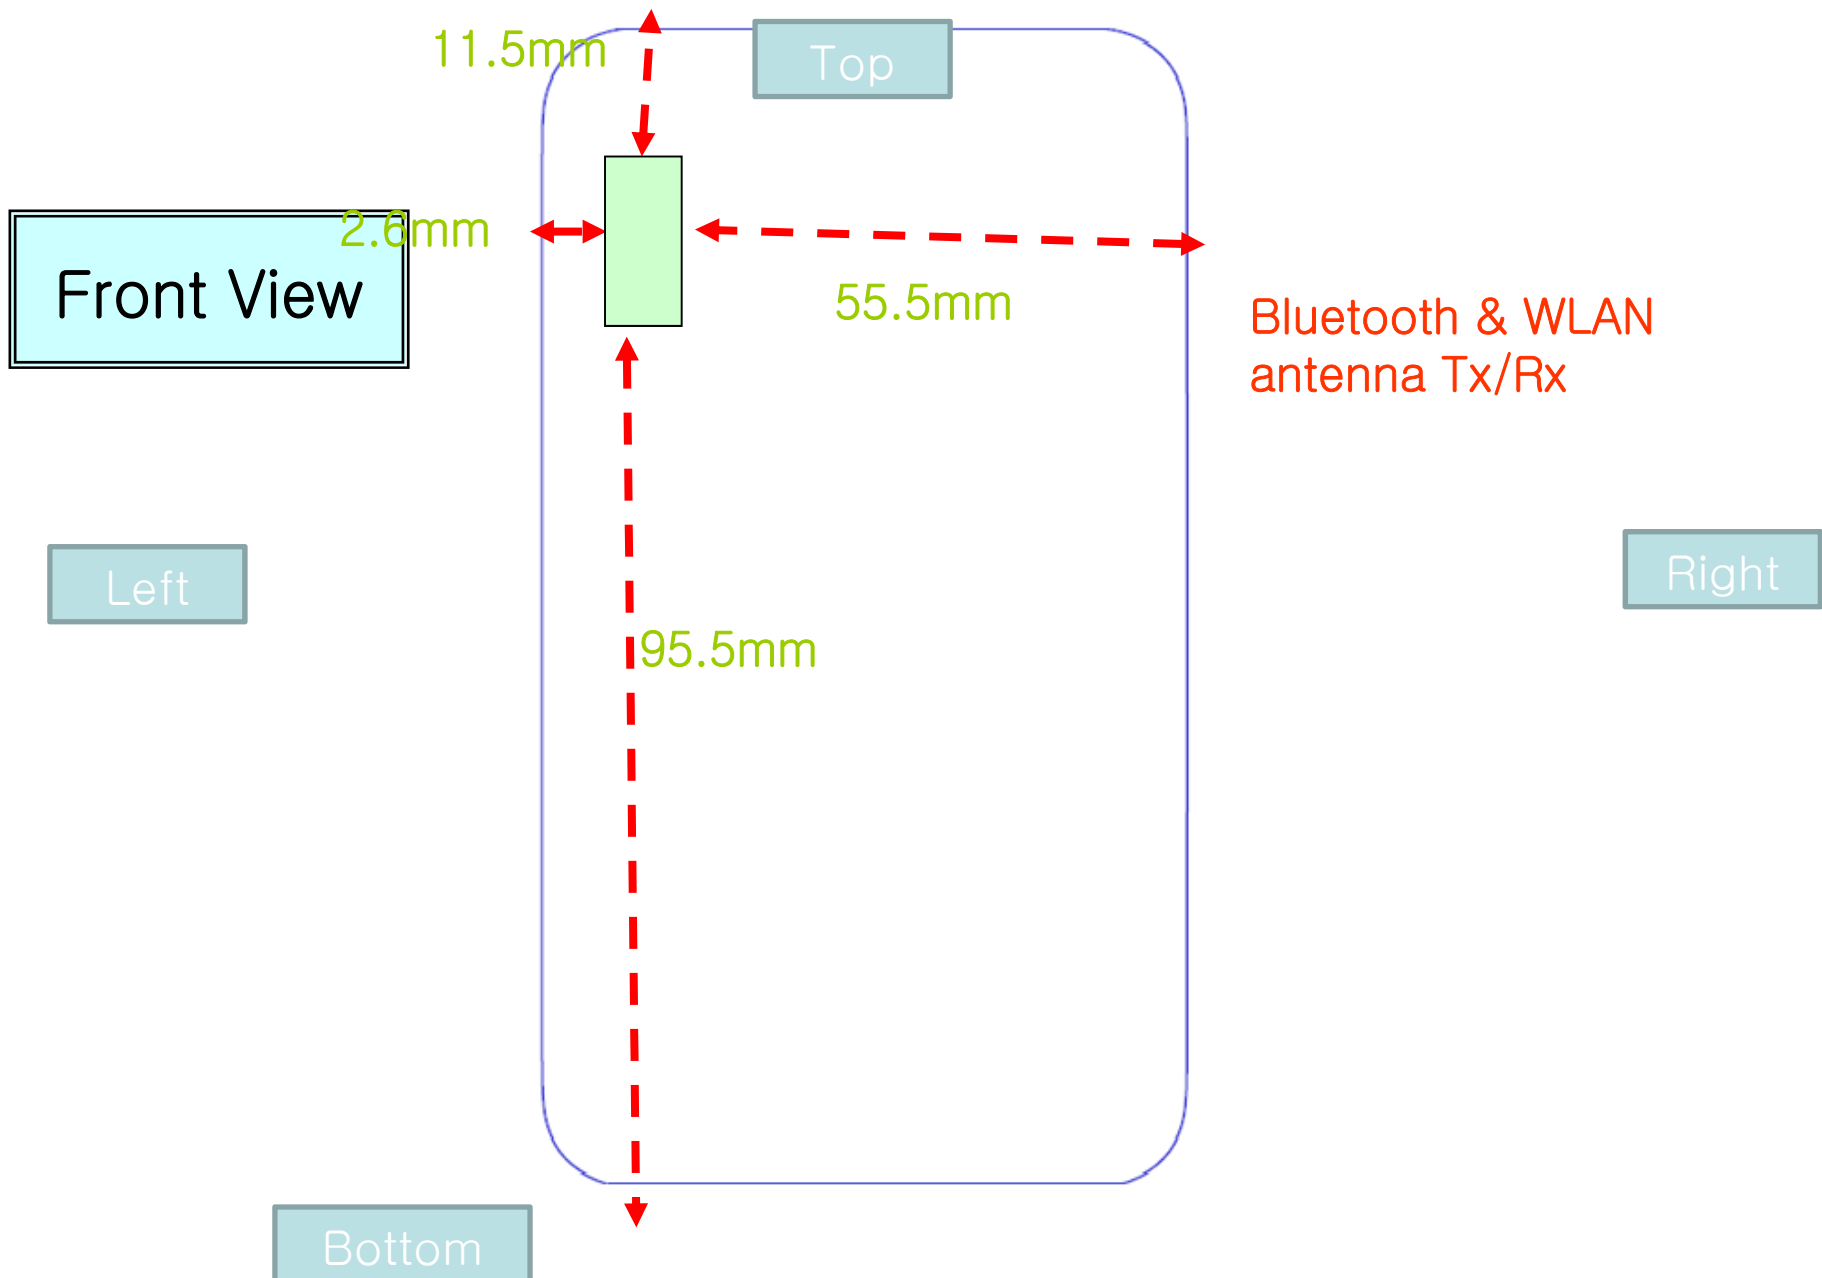 11.5mm
Top
2.6mm
Front View
55.5mm
Bluetooth & WLAN
antenna Tx/Rx
Left
Right
95.5mm
Bottom